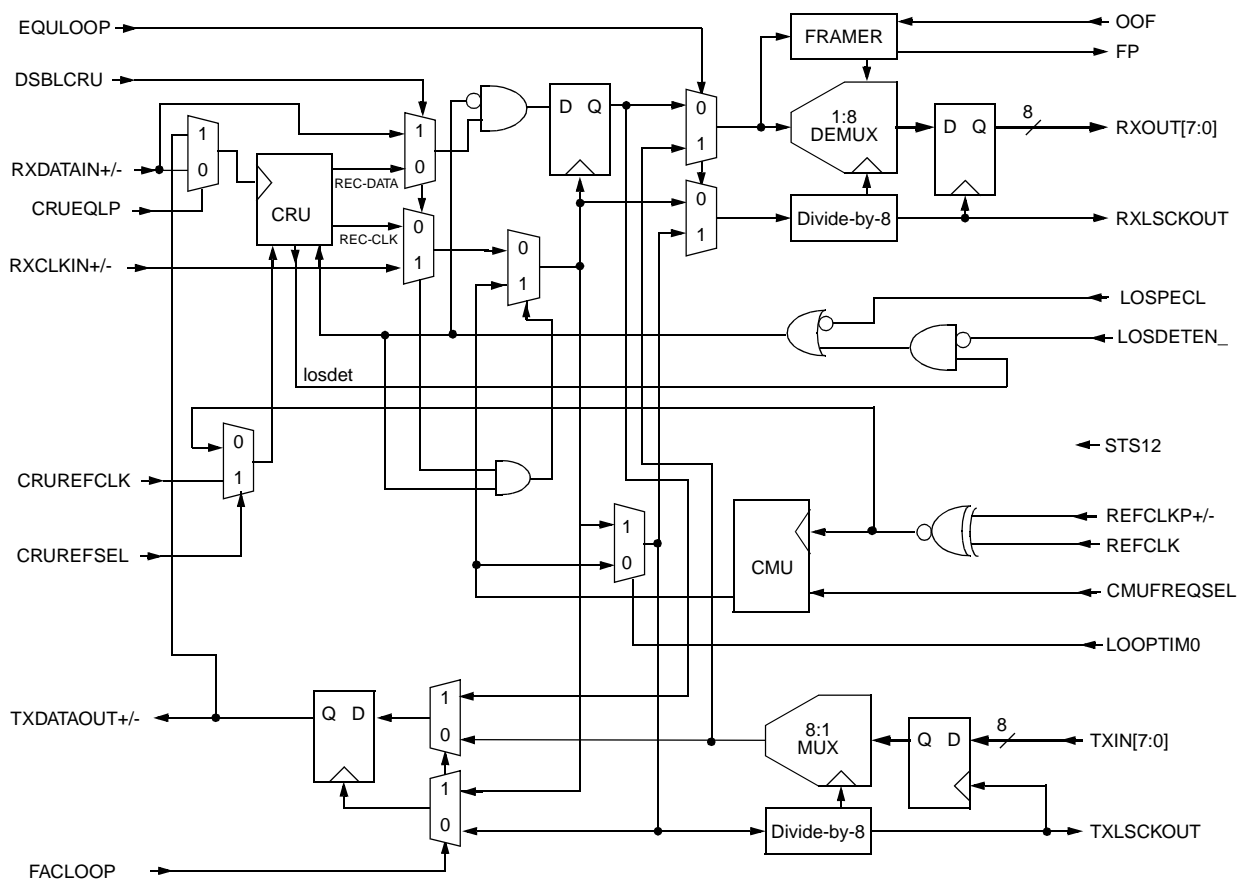 EQULOOP
OOF
FRAMER
FP
DSBLCRU
D Q
0
1
1:8
DEMUX
D Q
8
RXOUT[7:0]
1
0
1
0
RXDATAIN+/-
REC-DATA
CRUEQLP
CRU
0
1
REC-CLK
0
1
Divide-by-8
RXLSCKOUT
RXCLKIN+/-
0
1
LOSPECL
LOSDETEN_
losdet
0
1
STS12
CRUREFCLK
REFCLKP+/-
REFCLK
1
0
CRUREFSEL
CMU
CMUFREQSEL
LOOPTIM0
TXDATAOUT+/-
Q D
1
0
8:1
MUX
Q D
8
TXIN[7:0]
1
0
Divide-by-8
TXLSCKOUT
FACLOOP